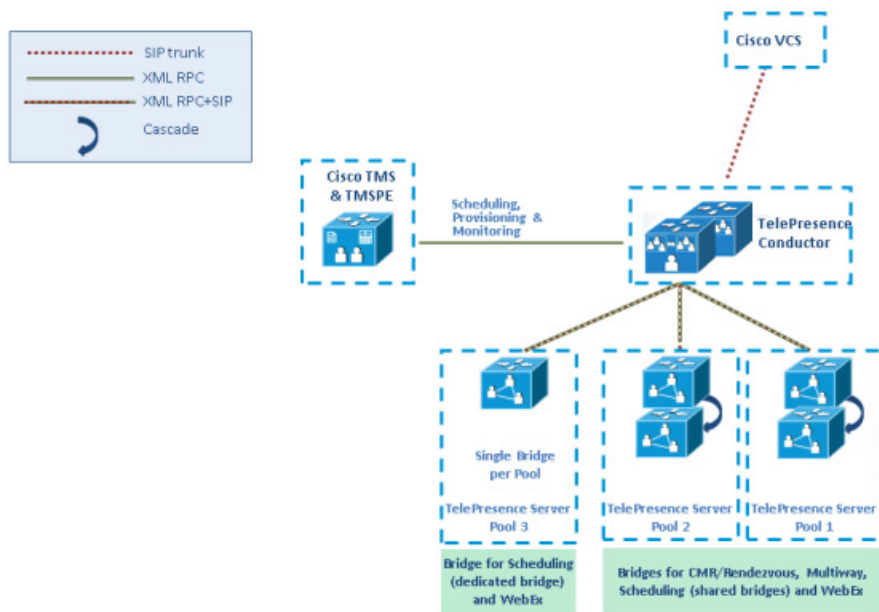 SIP trunk
XML RPC
XML RPC+SIP
Cascade
Cisco VCS
Cisco TMS
& TMSPE
Scheduling,
Provisioning &
Monitoring
TelePresence
Conductor
Single Bridge
per Pool
TelePresence Server
Pool 3
TelePresence Server
Pool 2
TelePresence Server
Pool 1
Bridge for Scheduling
(dedicated bridge)
and WebEx
Bridges for CMR/Rendezvous, Multiway,
Scheduling (shared bridges) and WebEx